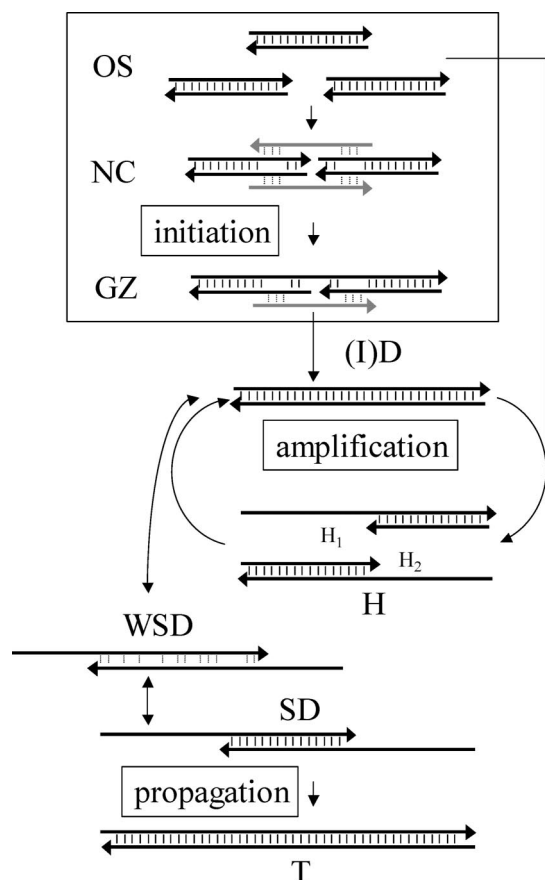 OS
NC
initiation
GZ
(I)D
amplification
H₁
H₂
H
WSD
SD
propagation
T